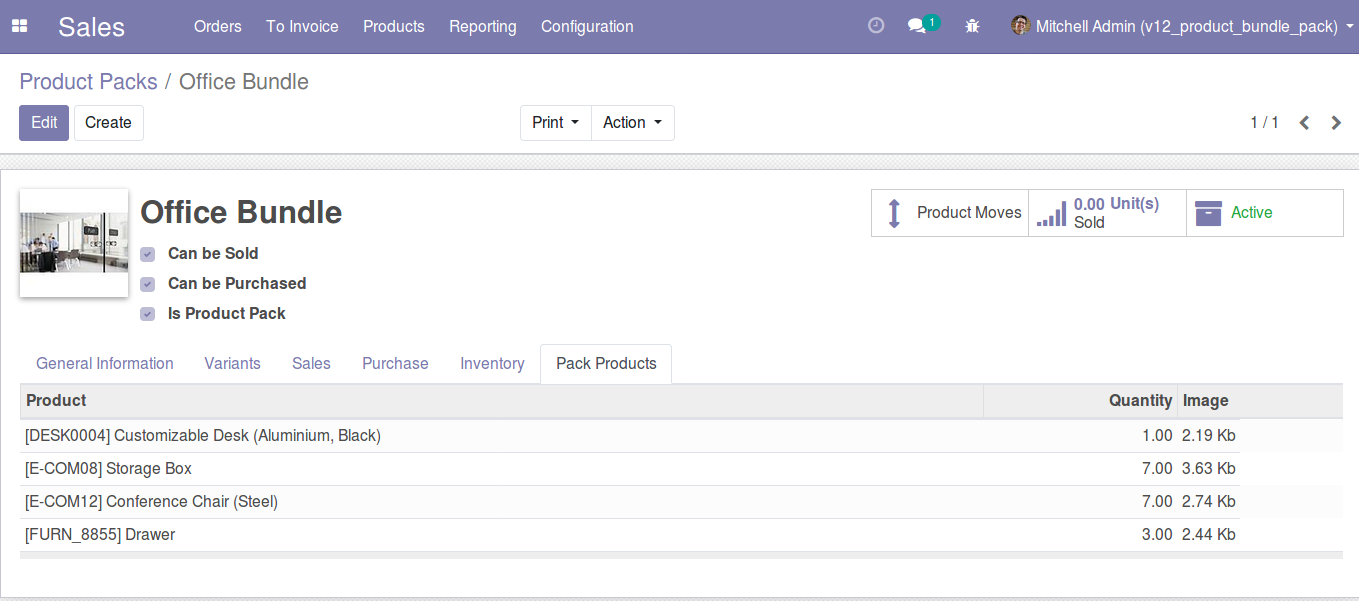 Sales Orders To Invoice Products Reporting Configuration 1 Mitchell Admin (v12_product_bundle_pack)
Product Packs / Office Bundle
Edit Create Print Action 1 / 1
Office Bundle
Product Moves
0.00 Unit(s)
Sold
Active
Can be Sold
Can be Purchased
Is Product Pack
General Information Variants Sales Purchase Inventory Pack Products
Product Quantity Image
[DESK0004] Customizable Desk (Aluminium, Black) 1.00 2.19 Kb
[E-COM08] Storage Box 7.00 3.63 Kb
[E-COM12] Conference Chair (Steel) 7.00 2.74 Kb
[FURN_8855] Drawer 3.00 2.44 Kb